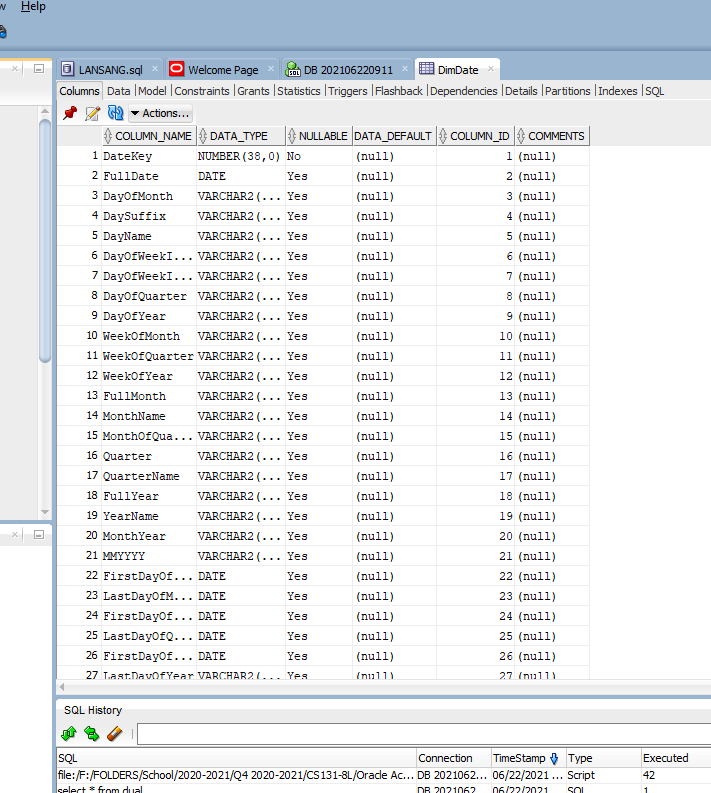 w Help
LANSANG.sql Welcome Page DB 202106220911 DimDate
Columns Data Model Constraints Grants Statistics Triggers Flashback Dependencies Details Partitions Indexes SQL
Actions...
COLUMN_NAME DATA_TYPE NULLABLE DATA_DEFAULT COLUMN_ID COMMENTS
1 DateKey NUMBER(38,0) No (null) 1 (null)
2 FullDate DATE Yes (null) 2 (null)
3 DayOfMonth VARCHAR2(... Yes (null) 3 (null)
4 DaySuffix VARCHAR2(... Yes (null) 4 (null)
5 DayName VARCHAR2(... Yes (null) 5 (null)
6 DayOfWeekI... VARCHAR2(... Yes (null) 6 (null)
7 DayOfWeekI... VARCHAR2(... Yes (null) 7 (null)
8 DayOfQuarter VARCHAR2(... Yes (null) 8 (null)
9 DayOfYear VARCHAR2(... Yes (null) 9 (null)
10 WeekOfMonth VARCHAR2(... Yes (null) 10 (null)
11 WeekOfQuarter VARCHAR2(... Yes (null) 11 (null)
12 WeekOfYear VARCHAR2(... Yes (null) 12 (null)
13 FullMonth VARCHAR2(... Yes (null) 13 (null)
14 MonthName VARCHAR2(... Yes (null) 14 (null)
15 MonthOfQua... VARCHAR2(... Yes (null) 15 (null)
16 Quarter VARCHAR2(... Yes (null) 16 (null)
17 QuarterName VARCHAR2(... Yes (null) 17 (null)
18 FullYear VARCHAR2(... Yes (null) 18 (null)
19 YearName VARCHAR2(... Yes (null) 19 (null)
20 MonthYear VARCHAR2(... Yes (null) 20 (null)
21 MMYYYY VARCHAR2(... Yes (null) 21 (null)
22 FirstDayOf... DATE Yes (null) 22 (null)
23 LastDayOfM... DATE Yes (null) 23 (null)
24 FirstDayOf... DATE Yes (null) 24 (null)
25 LastDayOfQ... DATE Yes (null) 25 (null)
26 FirstDayOf... DATE Yes (null) 26 (null)
27 LastDayOfYear VARCHAR2(... Yes (null) 27 (null)
SQL History
SQL Connection TimeStamp Type Executed
file:/F:/FOLDERS/School/2020-2021/Q4 2020-2021/CS131-8L/Oracle Ac... DB 2021062... 06/22/2021 ... Script 42
select * from dual DB 2021062... 06/22/2021 ... SQL 1